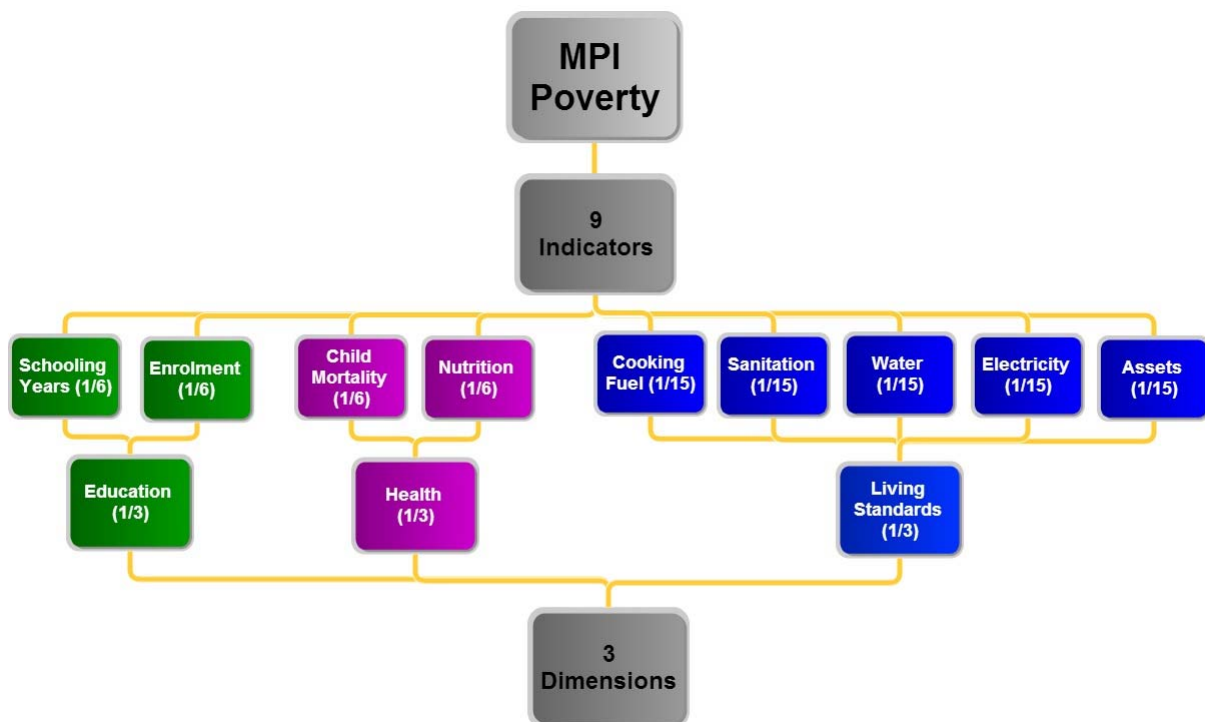 MPI
Poverty
9
Indicators
Schooling
Years (1/6)
Enrolment
(1/6)
Child
Mortality
(1/6)
Nutrition
(1/6)
Cooking
Fuel (1/15)
Sanitation
(1/15)
Water
(1/15)
Electricity
(1/15)
Assets
(1/15)
Education
(1/3)
Health
(1/3)
Living
Standards
(1/3)
3
Dimensions